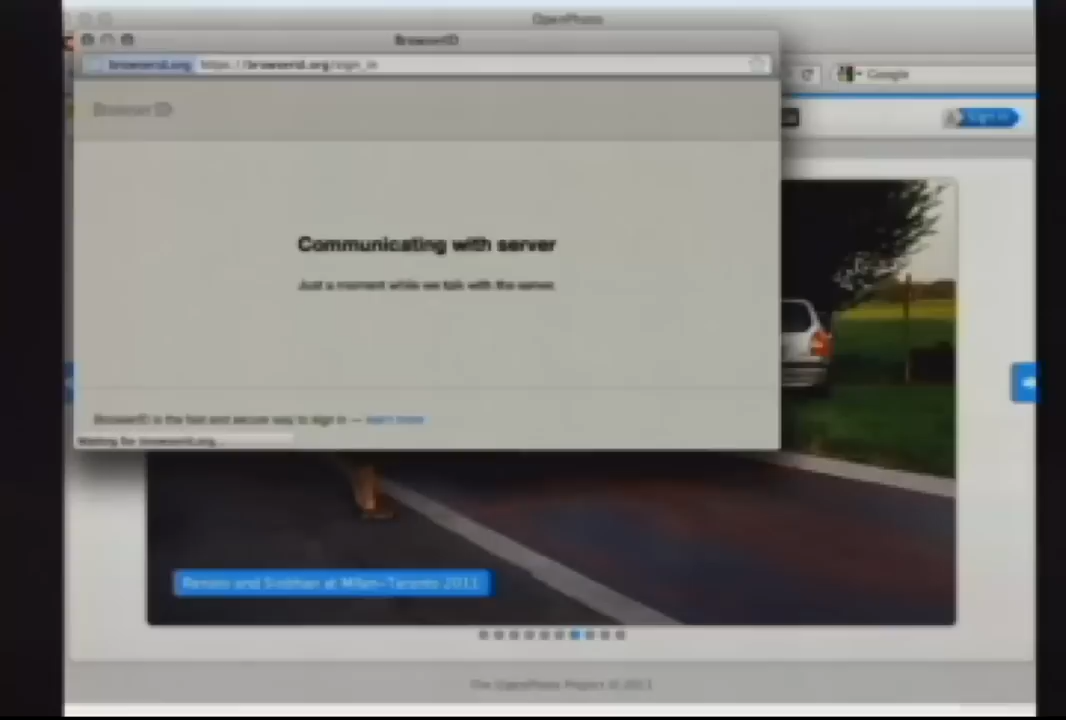 OpenPhoto
BrowserID
browserid.org https://browserid.org/sign_in
Google
BrowserID
Sign in
Communicating with server
Just a moment while we talk with the server.
BrowserID is the fast and secure way to sign in — learn more
Waiting for browserid.org...
and Siobhan at Milan-Taranto 2011
The OpenPhoto Project © 2011